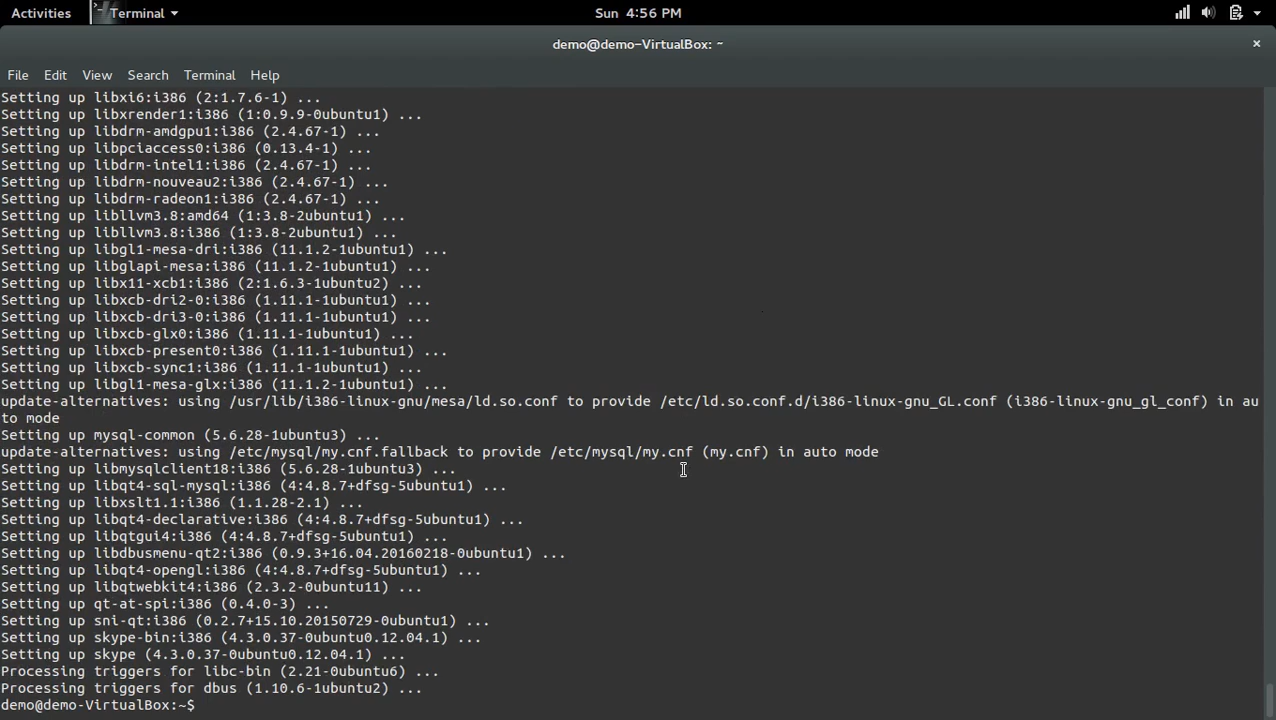 Activities
Terminal
Sun 4:56 PM
demo@demo-VirtualBox: ~
×
File Edit View Search Terminal Help
Setting up libxi6:i386 (2:1.7.6-1) ...
Setting up libxrender1:i386 (1:0.9.9-0ubuntu1) ...
Setting up libdrm-amdgpu1:i386 (2.4.67-1) ...
Setting up libpciaccess0:i386 (0.13.4-1) ...
Setting up libdrm-intel1:i386 (2.4.67-1) ...
Setting up libdrm-nouveau2:i386 (2.4.67-1) ...
Setting up libdrm-radeon1:i386 (2.4.67-1) ...
Setting up libllvm3.8:amd64 (1:3.8-2ubuntu1) ...
Setting up libllvm3.8:i386 (1:3.8-2ubuntu1) ...
Setting up libgl1-mesa-dri:i386 (11.1.2-1ubuntu1) ...
Setting up libglapi-mesa:i386 (11.1.2-1ubuntu1) ...
Setting up libx11-xcb1:i386 (2:1.6.3-1ubuntu2) ...
Setting up libxcb-dri2-0:i386 (1.11.1-1ubuntu1) ...
Setting up libxcb-dri3-0:i386 (1.11.1-1ubuntu1) ...
Setting up libxcb-glx0:i386 (1.11.1-1ubuntu1) ...
Setting up libxcb-present0:i386 (1.11.1-1ubuntu1) ...
Setting up libxcb-sync1:i386 (1.11.1-1ubuntu1) ...
Setting up libgl1-mesa-glx:i386 (11.1.2-1ubuntu1) ...
update-alternatives: using /usr/lib/i386-linux-gnu/mesa/ld.so.conf to provide /etc/ld.so.conf.d/i386-linux-gnu_GL.conf (i386-linux-gnu_gl_conf) in au
to mode
Setting up mysql-common (5.6.28-1ubuntu3) ...
update-alternatives: using /etc/mysql/my.cnf.fallback to provide /etc/mysql/my.cnf (my.cnf) in auto mode
Setting up libmysqlclient18:i386 (5.6.28-1ubuntu3) ...
Setting up libqt4-sql-mysql:i386 (4:4.8.7+dfsg-5ubuntu1) ...
Setting up libxslt1.1:i386 (1.1.28-2.1) ...
Setting up libqt4-declarative:i386 (4:4.8.7+dfsg-5ubuntu1) ...
Setting up libqtgui4:i386 (4:4.8.7+dfsg-5ubuntu1) ...
Setting up libdbusmenu-qt2:i386 (0.9.3+16.04.20160218-0ubuntu1) ...
Setting up libqt4-opengl:i386 (4:4.8.7+dfsg-5ubuntu1) ...
Setting up libqtwebkit4:i386 (2.3.2-0ubuntu11) ...
Setting up qt-at-spi:i386 (0.4.0-3) ...
Setting up sni-qt:i386 (0.2.7+15.10.20150729-0ubuntu1) ...
Setting up skype-bin:i386 (4.3.0.37-0ubuntu0.12.04.1) ...
Setting up skype (4.3.0.37-0ubuntu0.12.04.1) ...
Processing triggers for libc-bin (2.21-0ubuntu6) ...
Processing triggers for dbus (1.10.6-1ubuntu2) ...
demo@demo-VirtualBox:~$